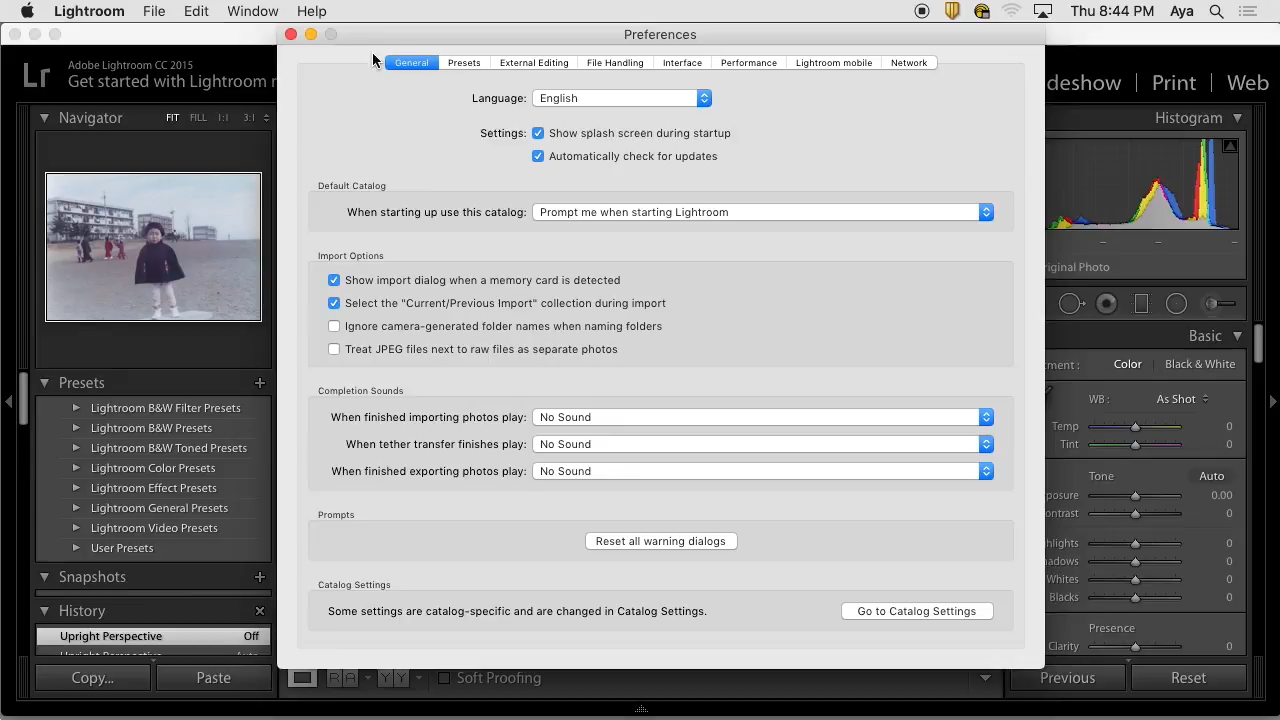 Lightroom File Edit Window Help Thu 8:44 PM Aya
Preferences
Lr Adobe Lightroom CC 2015
Get started with Lightroom
General Presets External Editing File Handling Interface Performance Lightroom mobile Network
Print Web
Navigator FIT FILL 1:1 3:1
Histogram
Language: English
Settings: Show splash screen during startup
Automatically check for updates
Default Catalog
When starting up use this catalog: Prompt me when starting Lightroom
Import Options
Show import dialog when a memory card is detected
Select the "Current/Previous Import" collection during import
Ignore camera-generated folder names when naming folders
Treat JPEG files next to raw files as separate photos
Completion Sounds
When finished importing photos play: No Sound
When tether transfer finishes play: No Sound
When finished exporting photos play: No Sound
Prompts
Reset all warning dialogs
Catalog Settings
Some settings are catalog-specific and are changed in Catalog Settings. Go to Catalog Settings
Presets
Lightroom B&W Filter Presets
Lightroom B&W Presets
Lightroom B&W Toned Presets
Lightroom Color Presets
Lightroom Effect Presets
Lightroom General Presets
Lightroom Video Presets
User Presets
Snapshots
History
Upright Perspective Off
Copy... Paste
R A Y Y Soft Proofing
Photo
Basic
Color Black & White
WB: As Shot
Temp 0
Tint 0
Tone Auto
0.00
0
0
0
Whites 0
Blacks 0
Presence
Clarity 0
Previous Reset